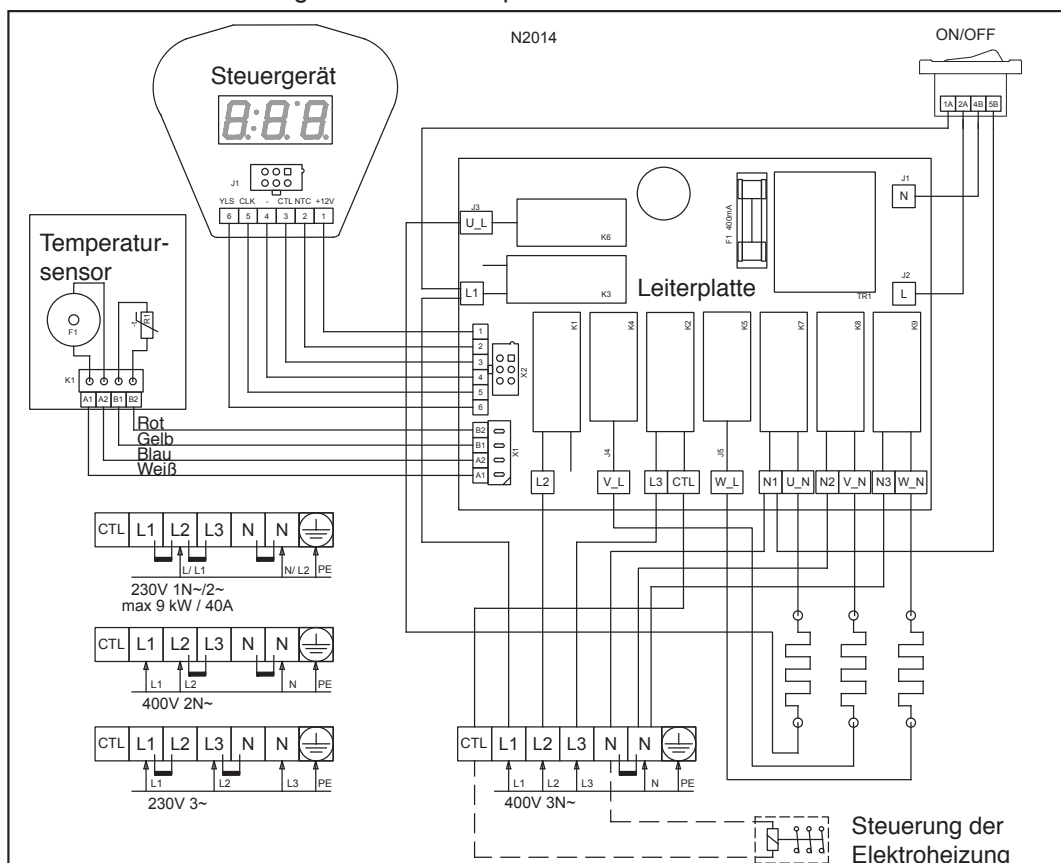 N2014
ON/OFF
Steuergerät
8:8.8.
1A 2A 4B 5B
J1
YLS CLK - CTL NTC +12V
6 5 4 3 2 1
J3
U_L
K6
F1 400mA
J1
N
Temperatur-
sensor
L1
K3
Leiterplatte
TR1
J2
L
F1
-t
R1
K1
A1 A2 B1 B2
1
2
3
4
5
6
X2
K1 K4 K2 K5 K7 K8 K9
Rot
Gelb
Blau
Weiß
B2
B1
A2
A1
X1
J4
J5
L2 V_L L3 CTL W_L N1 U_N N2 V_N N3 W_N
CTL L1 L2 L3 N N
L/ L1 N/ L2 PE
230V 1N~/2~
max 9 kW / 40A
CTL L1 L2 L3 N N
L1 L2 N PE
400V 2N~
CTL L1 L2 L3 N N
L1 L2 L3 PE
230V 3~
CTL L1 L2 L3 N N
L1 L2 L3 N PE
400V 3N~
Steuerung der
Elektroheizung